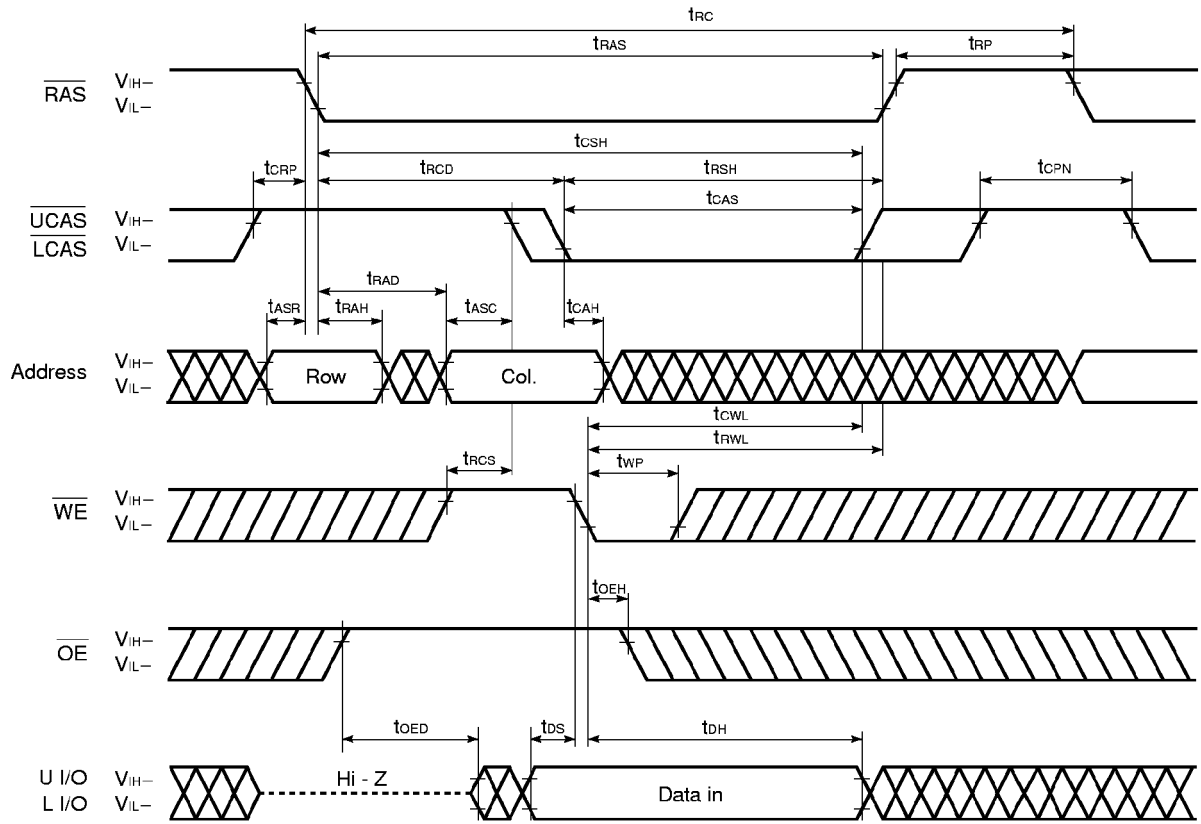 tRC
tRAS
tRP
RAS
VIH–
VIL–
tCSH
tCRP
tRCD
tRSH
tCPN
tCAS
UCAS
LCAS
VIH–
VIL–
tRAD
tASR
tRAH
tASC
tCAH
Address
VIH–
VIL–
Row
Col.
tCWL
tRWL
tRCS
tWP
WE
VIH–
VIL–
tOEH
OE
VIH–
VIL–
tOED
tDS
tDH
U I/O
L I/O
VIH–
VIL–
Hi - Z
Data in